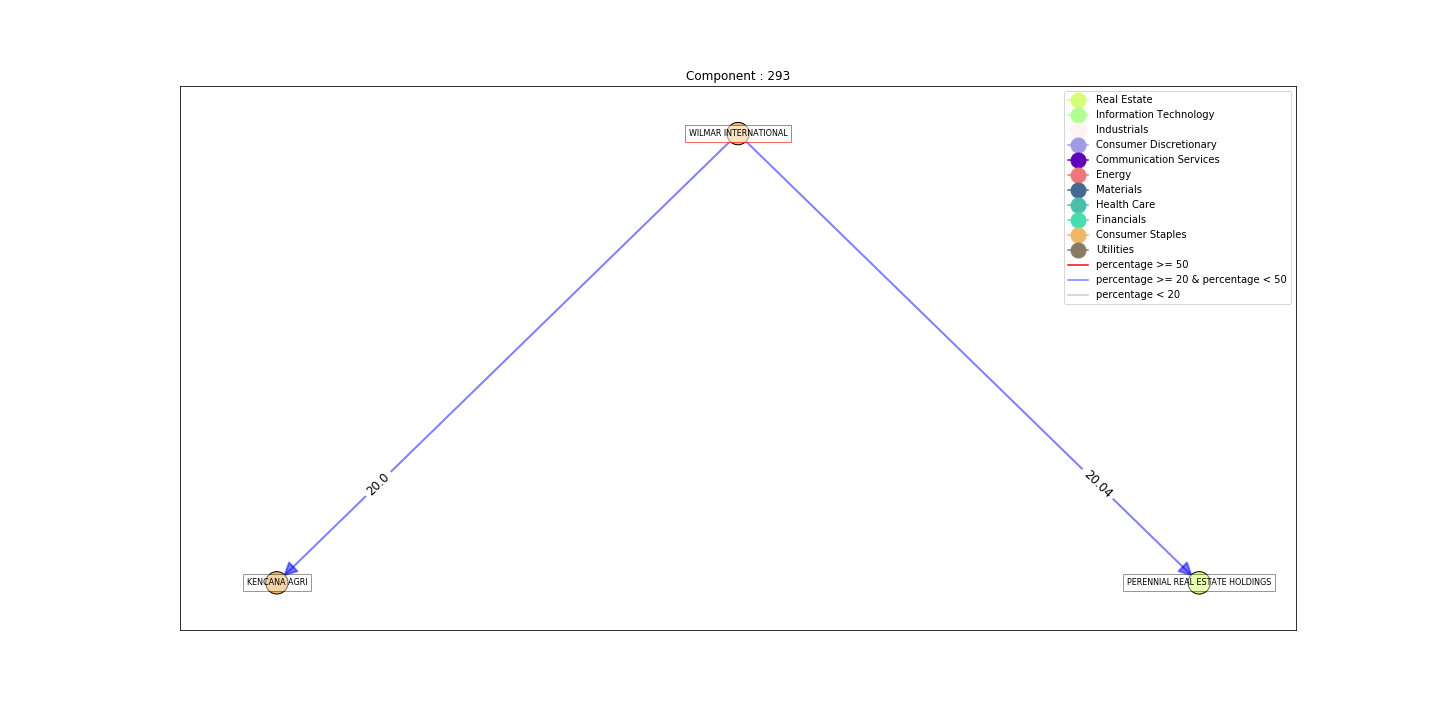 Component : 293
WILMAR INTERNATIONAL
Real Estate
Information Technology
Industrials
Consumer Discretionary
Communication Services
Energy
Materials
Health Care
Financials
Consumer Staples
Utilities
percentage >= 50
percentage >= 20 & percentage < 50
percentage < 20
20.0
20.04
KENCANA AGRI
PERENNIAL REAL ESTATE HOLDINGS